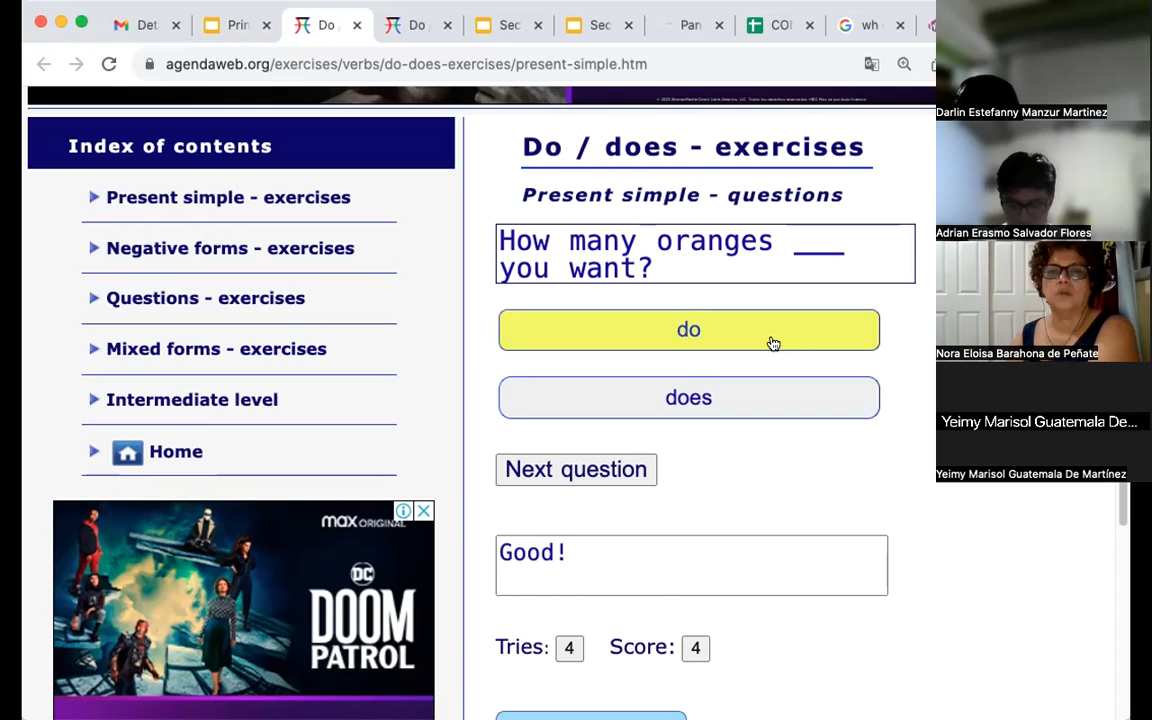 Det
Prin
Do
Do
Sec
Sec
Pan
COI
wh
agendaweb.org/exercises/verbs/do-does-exercises/present-simple.htm
Index of contents
Present simple - exercises
Negative forms - exercises
Questions - exercises
Mixed forms - exercises
Intermediate level
Home
max ORIGINAL
DC
DOOM
PATROL
Do / does - exercises
Present simple - questions
How many oranges ___
you want?
do
does
Next question
Good!
Tries: 4 Score: 4
Darlin Estefanny Manzur Martinez
Adrian Erasmo Salvador Flores
Nora Eloisa Barahona de Peñate
Yeimy Marisol Guatemala De...
Yeimy Marisol Guatemala De Martínez